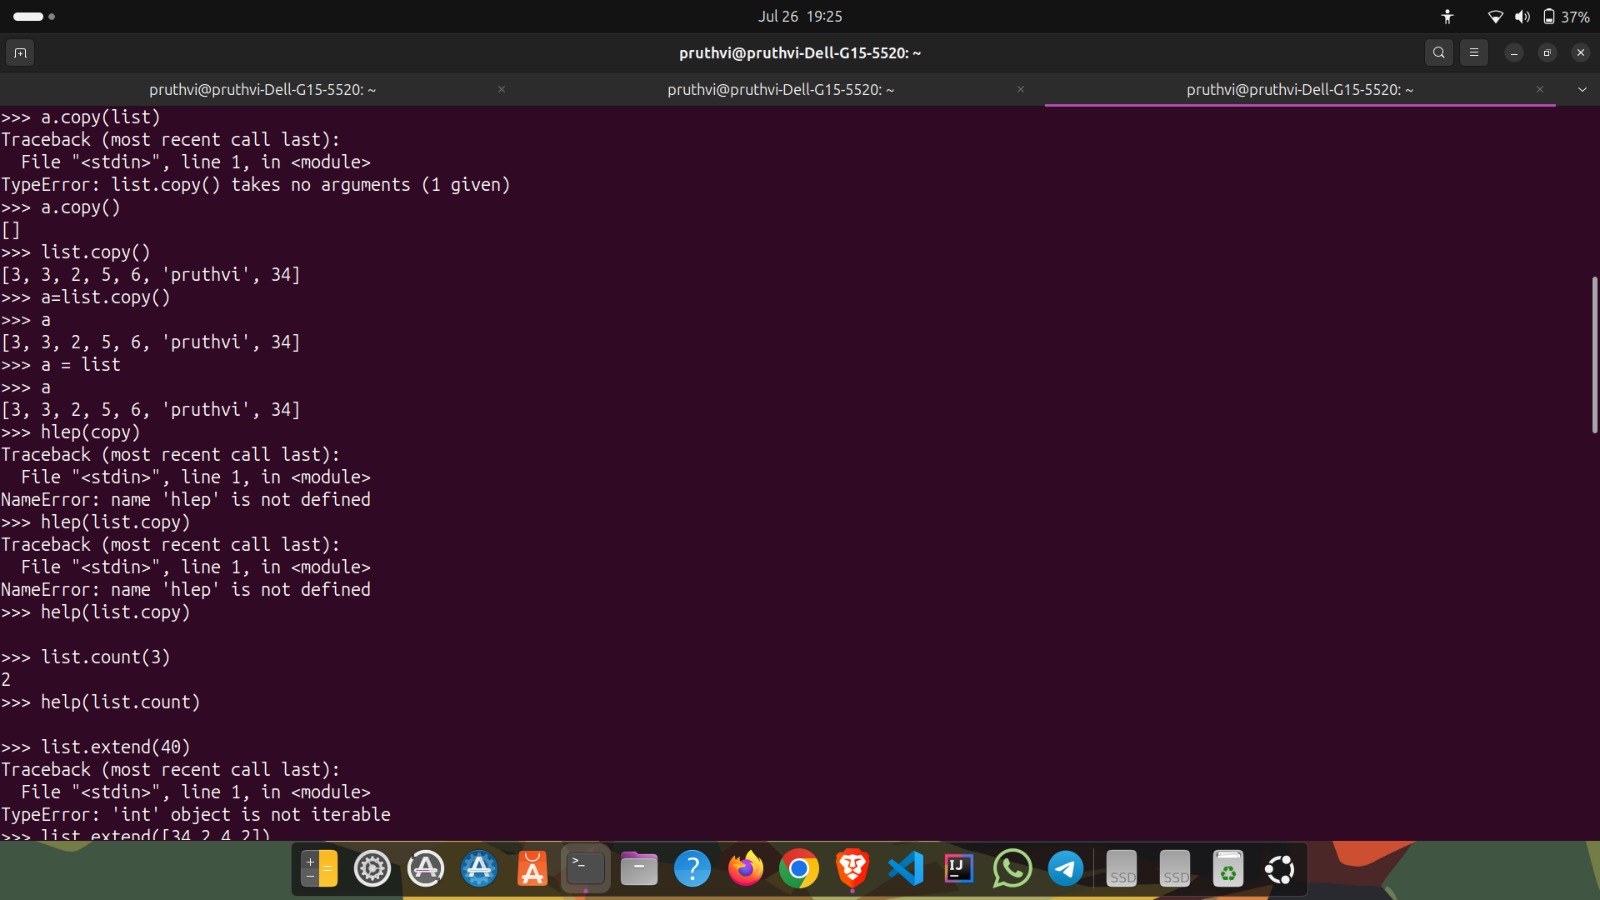 Jul 26 19:25
37%
pruthvi@pruthvi-Dell-G15-5520: ~
pruthvi@pruthvi-Dell-G15-5520: ~
pruthvi@pruthvi-Dell-G15-5520: ~
pruthvi@pruthvi-Dell-G15-5520: ~
>>> a.copy(list)
Traceback (most recent call last):
  File "<stdin>", line 1, in <module>
TypeError: list.copy() takes no arguments (1 given)
>>> a.copy()
[]
>>> list.copy()
[3, 3, 2, 5, 6, 'pruthvi', 34]
>>> a=list.copy()
>>> a
[3, 3, 2, 5, 6, 'pruthvi', 34]
>>> a = list
>>> a
[3, 3, 2, 5, 6, 'pruthvi', 34]
>>> hlep(copy)
Traceback (most recent call last):
  File "<stdin>", line 1, in <module>
NameError: name 'hlep' is not defined
>>> hlep(list.copy)
Traceback (most recent call last):
  File "<stdin>", line 1, in <module>
NameError: name 'hlep' is not defined
>>> help(list.copy)
>>> list.count(3)
2
>>> help(list.count)
>>> list.extend(40)
Traceback (most recent call last):
  File "<stdin>", line 1, in <module>
TypeError: 'int' object is not iterable
>>> list.extend([34,2,4,2])
>_
?
IJ
SSD
SSD